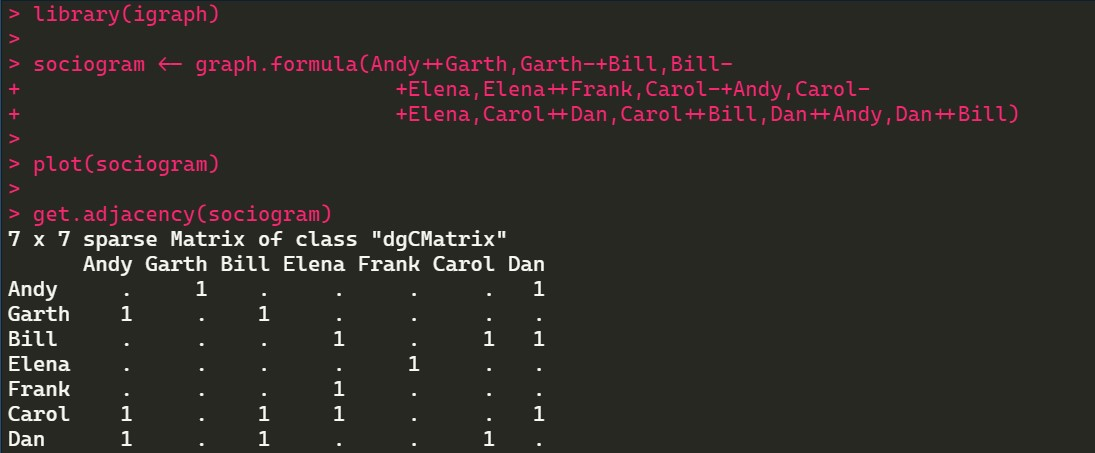 > library(igraph)
>
> sociogram <- graph.formula(Andy++Garth,Garth-+Bill,Bill-
+                               +Elena,Elena++Frank,Carol-+Andy,Carol-
+                               +Elena,Carol++Dan,Carol++Bill,Dan++Andy,Dan++Bill)
>
> plot(sociogram)
>
> get.adjacency(sociogram)
7 x 7 sparse Matrix of class "dgCMatrix"
      Andy Garth Bill Elena Frank Carol Dan
Andy     .     1    .     .     .     .   1
Garth    1     .    1     .     .     .   .
Bill     .     .    .     1     .     1   1
Elena    .     .    .     .     1     .   .
Frank    .     .    .     1     .     .   .
Carol    1     .    1     1     .     .   1
Dan      1     .    1     .     .     1   .